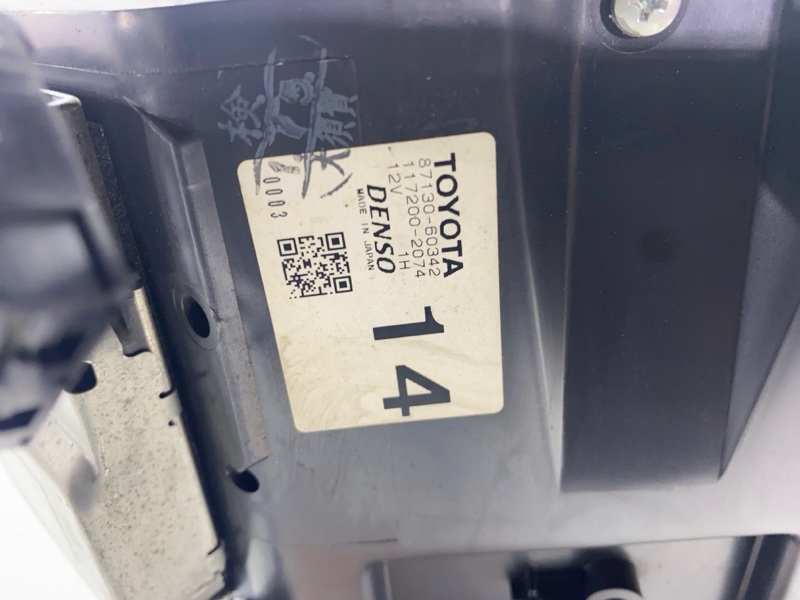 TOYOTA
87130-60342
117200-2074
12V 1H
DENSO
MADE IN JAPAN
0003
14